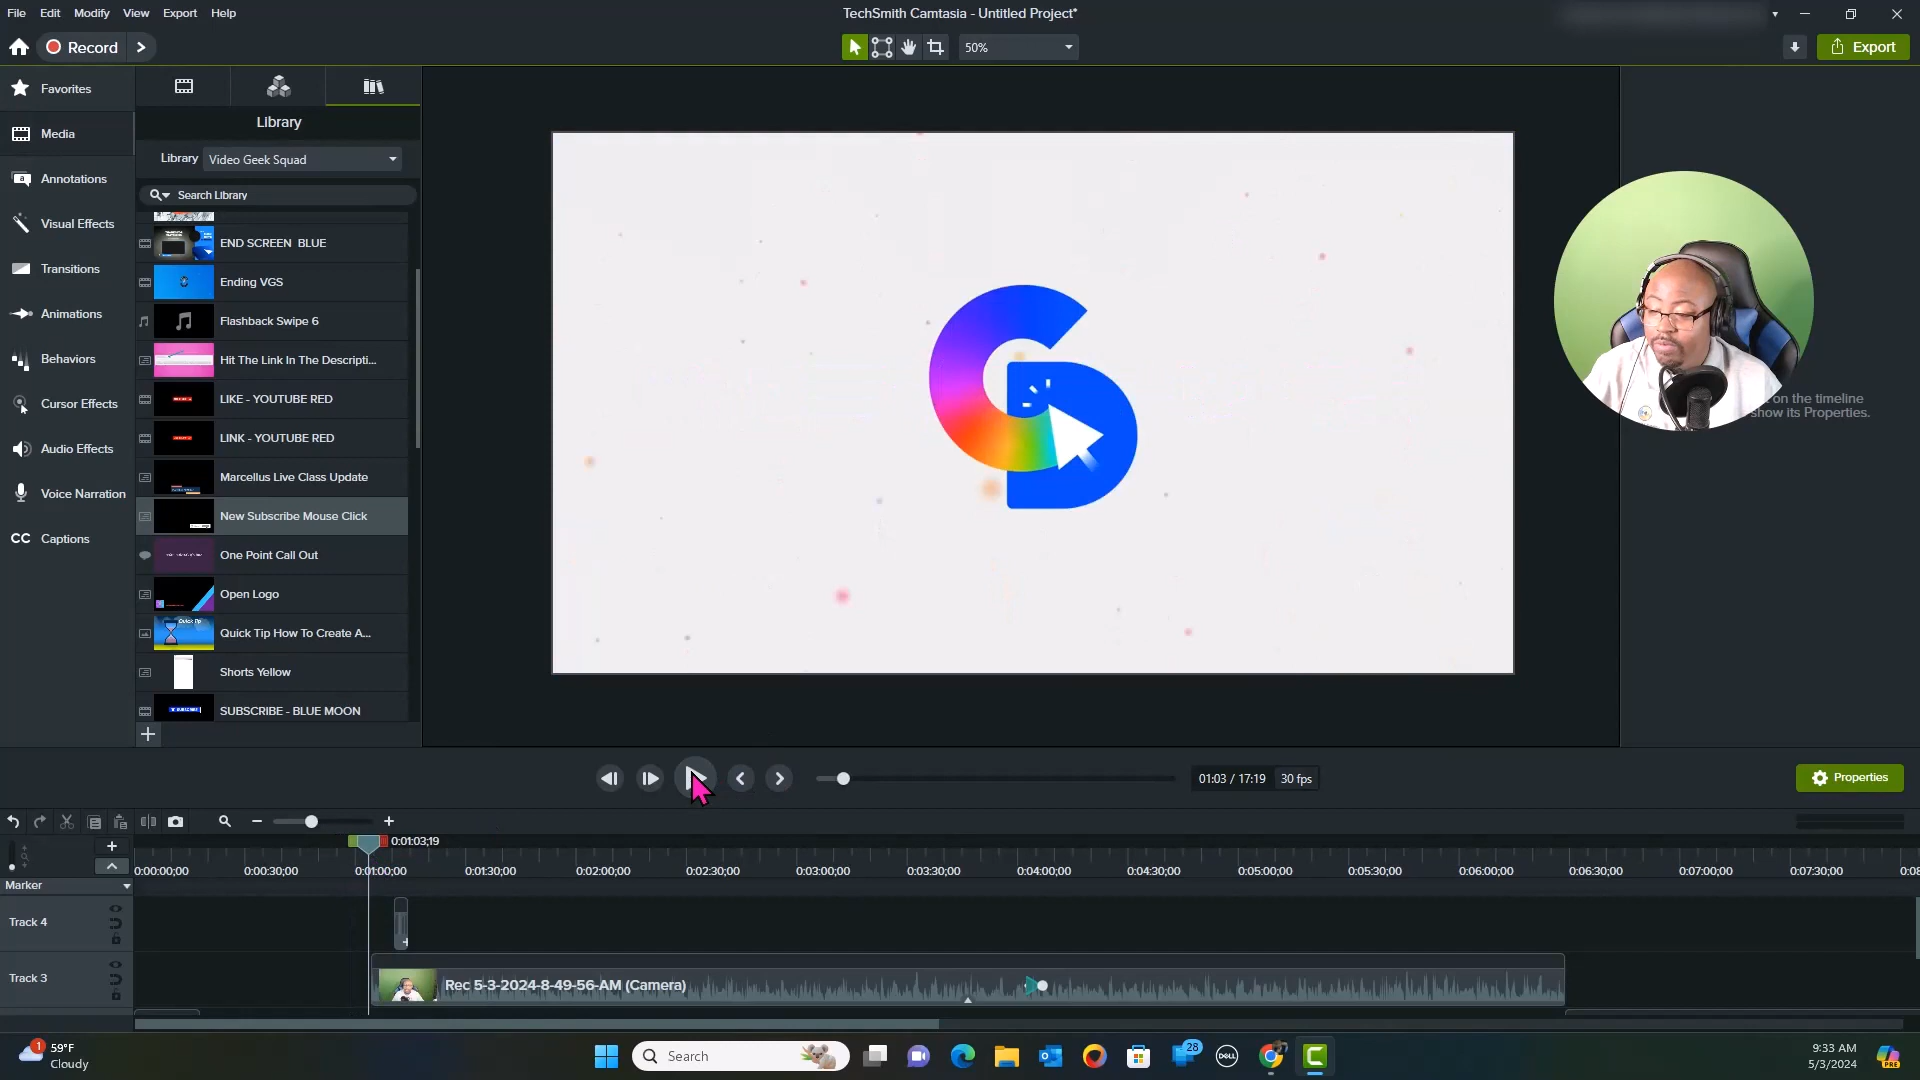 File Edit Modify View Export Help
TechSmith Camtasia - Untitled Project*
Record
50%
Export
Favorites
Media
Annotations
Visual Effects
Transitions
Animations
Behaviors
Cursor Effects
Audio Effects
Voice Narration
CC Captions
Library
Library Video Geek Squad
Search Library
END SCREEN BLUE
Ending VGS
Flashback Swipe 6
Hit The Link In The Descripti...
LIKE - YOUTUBE RED
LINK - YOUTUBE RED
Marcellus Live Class Update
New Subscribe Mouse Click
One Point Call Out
Open Logo
Quick Tip How To Create A...
Shorts Yellow
SUBSCRIBE - BLUE MOON
on the timeline
show its Properties.
01:03 / 17:19 30 fps
Properties
0:01:03;19
0:00:00;00 0:00:30;00 0:01:00;00 0:01:30;00 0:02:00;00 0:02:30;00 0:03:00;00 0:03:30;00 0:04:00;00 0:04:30;00 0:05:00;00 0:05:30;00 0:06:00;00 0:06:30;00 0:07:00;00 0:07:30;00 0:08
Marker
Track 4
Track 3
Rec 5-3-2024-8-49-56-AM (Camera)
1
59°F
Cloudy
Search
28
DELL
PRE
9:33 AM
5/3/2024